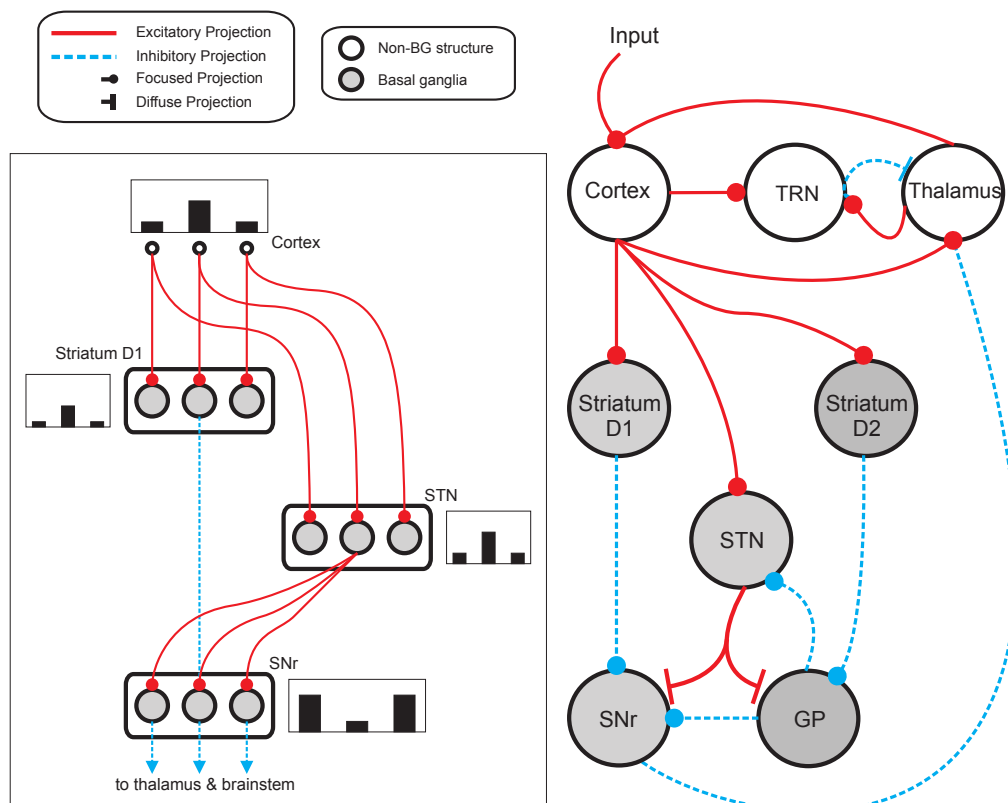 Excitatory Projection
Inhibitory Projection
Focused Projection
Diffuse Projection
Non-BG structure
Basal ganglia
Cortex
Striatum D1
STN
SNr
to thalamus & brainstem
Input
Cortex
TRN
Thalamus
Striatum
D1
Striatum
D2
STN
SNr
GP